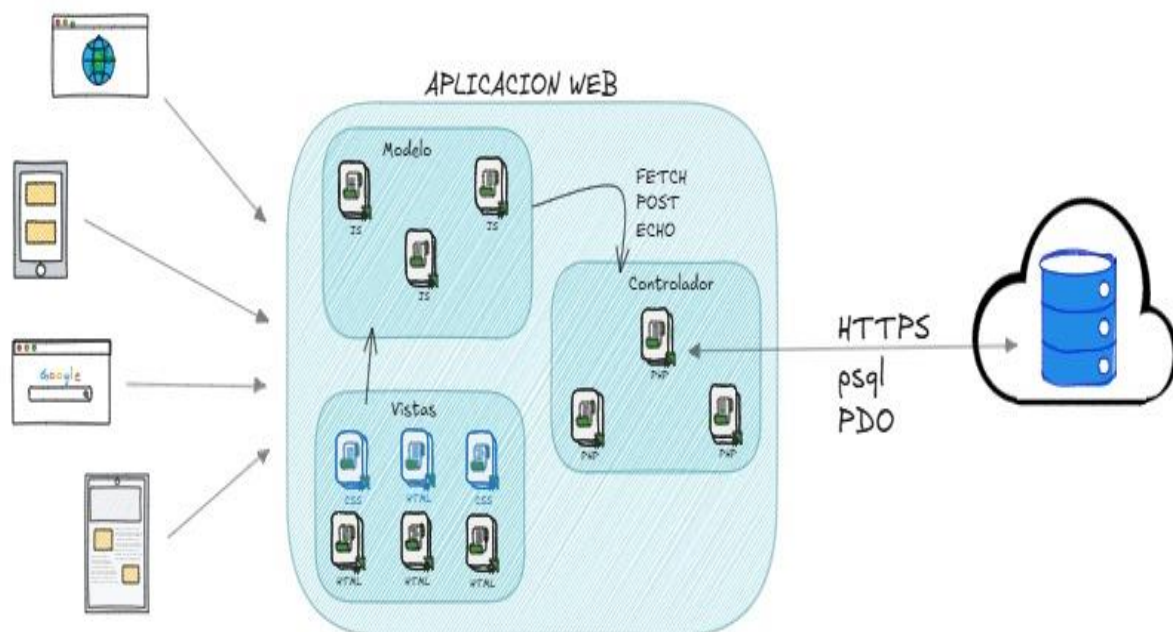 APLICACION WEB
Modelo
JS
JS
JS
FETCH
POST
ECHO
Controlador
PHP
PHP
PHP
Google
Vistas
CSS
HTML
CSS
HTML
HTML
HTML
HTTPS
psql
PDO